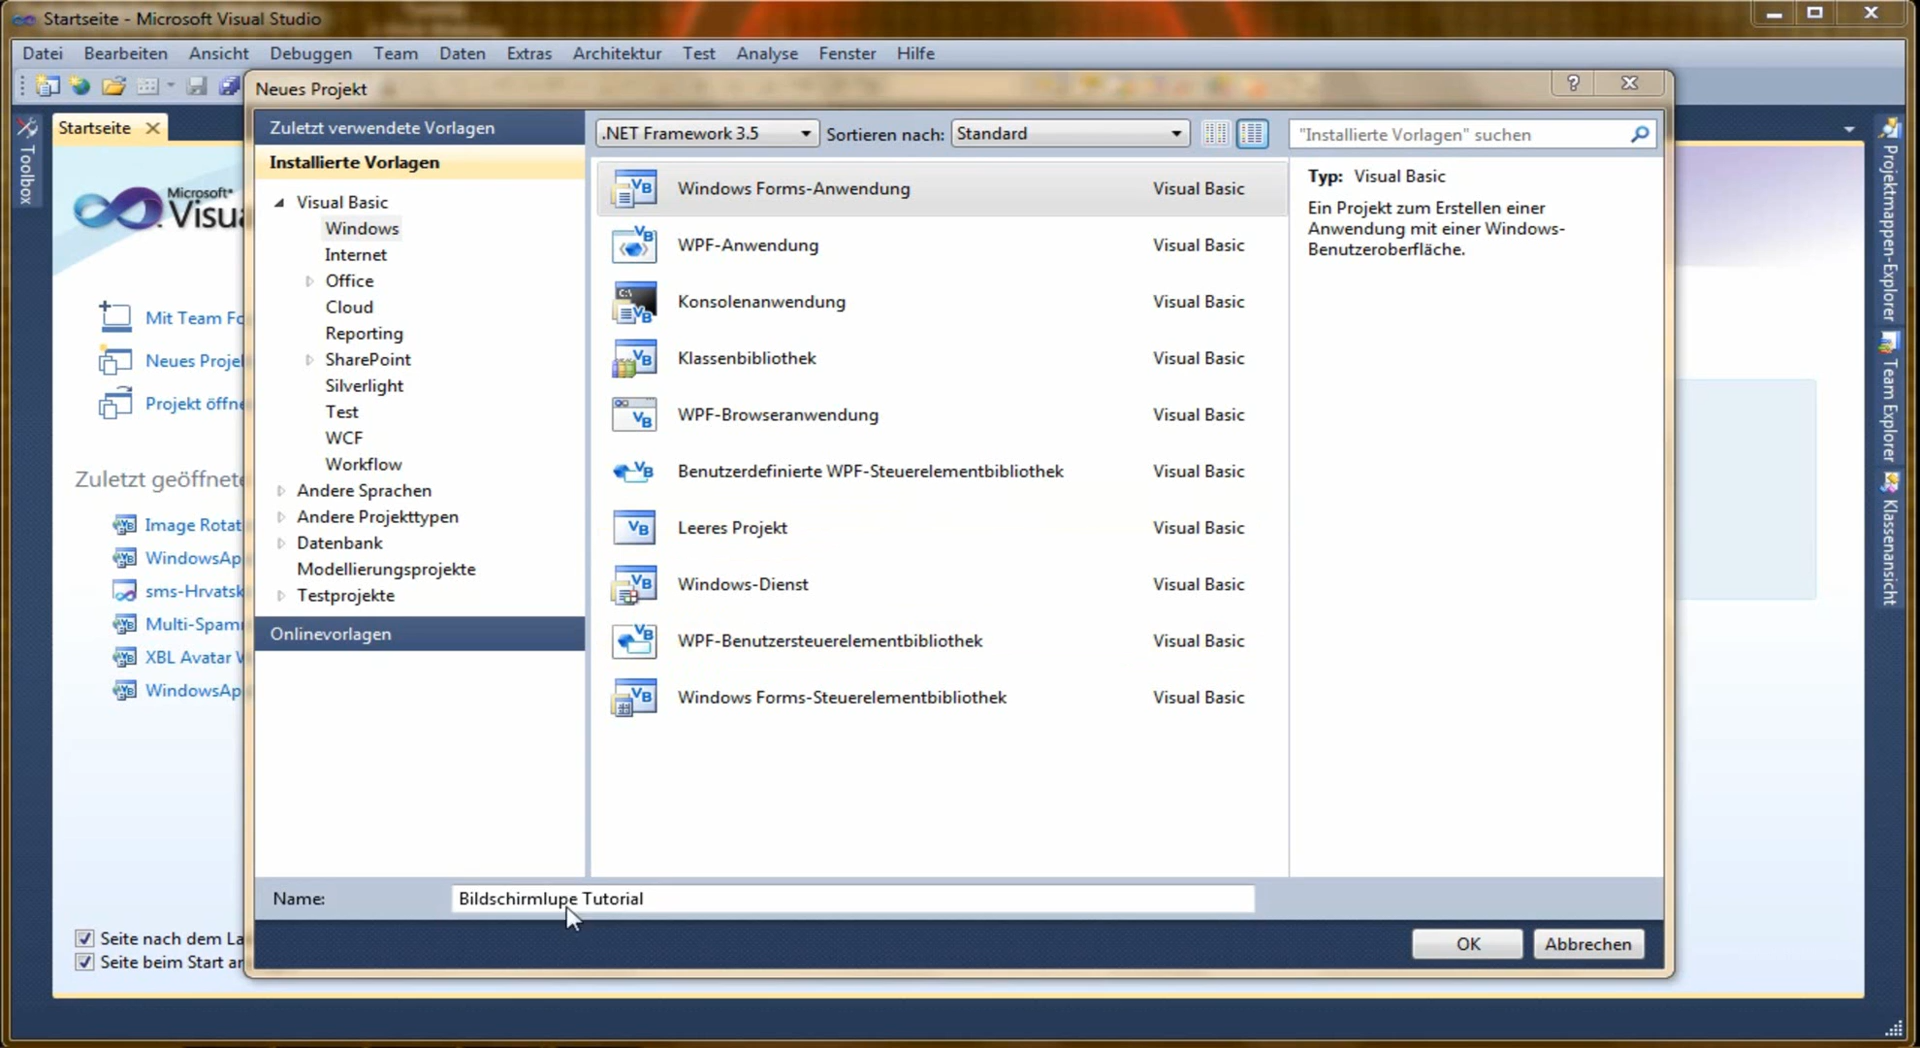 Startseite - Microsoft Visual Studio
Datei Bearbeiten Ansicht Debuggen Team Daten Extras Architektur Test Analyse Fenster Hilfe
Neues Projekt
Startseite
Toolbox
Microsoft
Visu
Mit Team Fo
Neues Projel
Projekt öffne
Zuletzt geöffnete
Image Rotat
WindowsAp
sms-Hrvatsk
Multi-Spamm
XBL Avatar V
WindowsAp
Seite nach dem La
Seite beim Start an
Zuletzt verwendete Vorlagen
Installierte Vorlagen
Visual Basic
Windows
Internet
Office
Cloud
Reporting
SharePoint
Silverlight
Test
WCF
Workflow
Andere Sprachen
Andere Projekttypen
Datenbank
Modellierungsprojekte
Testprojekte
Onlinevorlagen
.NET Framework 3.5 Sortieren nach: Standard
"Installierte Vorlagen" suchen
Windows Forms-Anwendung Visual Basic
WPF-Anwendung Visual Basic
Konsolenanwendung Visual Basic
Klassenbibliothek Visual Basic
WPF-Browseranwendung Visual Basic
Benutzerdefinierte WPF-Steuerelementbibliothek Visual Basic
Leeres Projekt Visual Basic
Windows-Dienst Visual Basic
WPF-Benutzersteuerelementbibliothek Visual Basic
Windows Forms-Steuerelementbibliothek Visual Basic
Typ: Visual Basic
Ein Projekt zum Erstellen einer
Anwendung mit einer Windows-
Benutzeroberfläche.
Name: Bildschirmlupe Tutorial
OK Abbrechen
Projektmappen-Explorer
Team Explorer
Klassenansicht